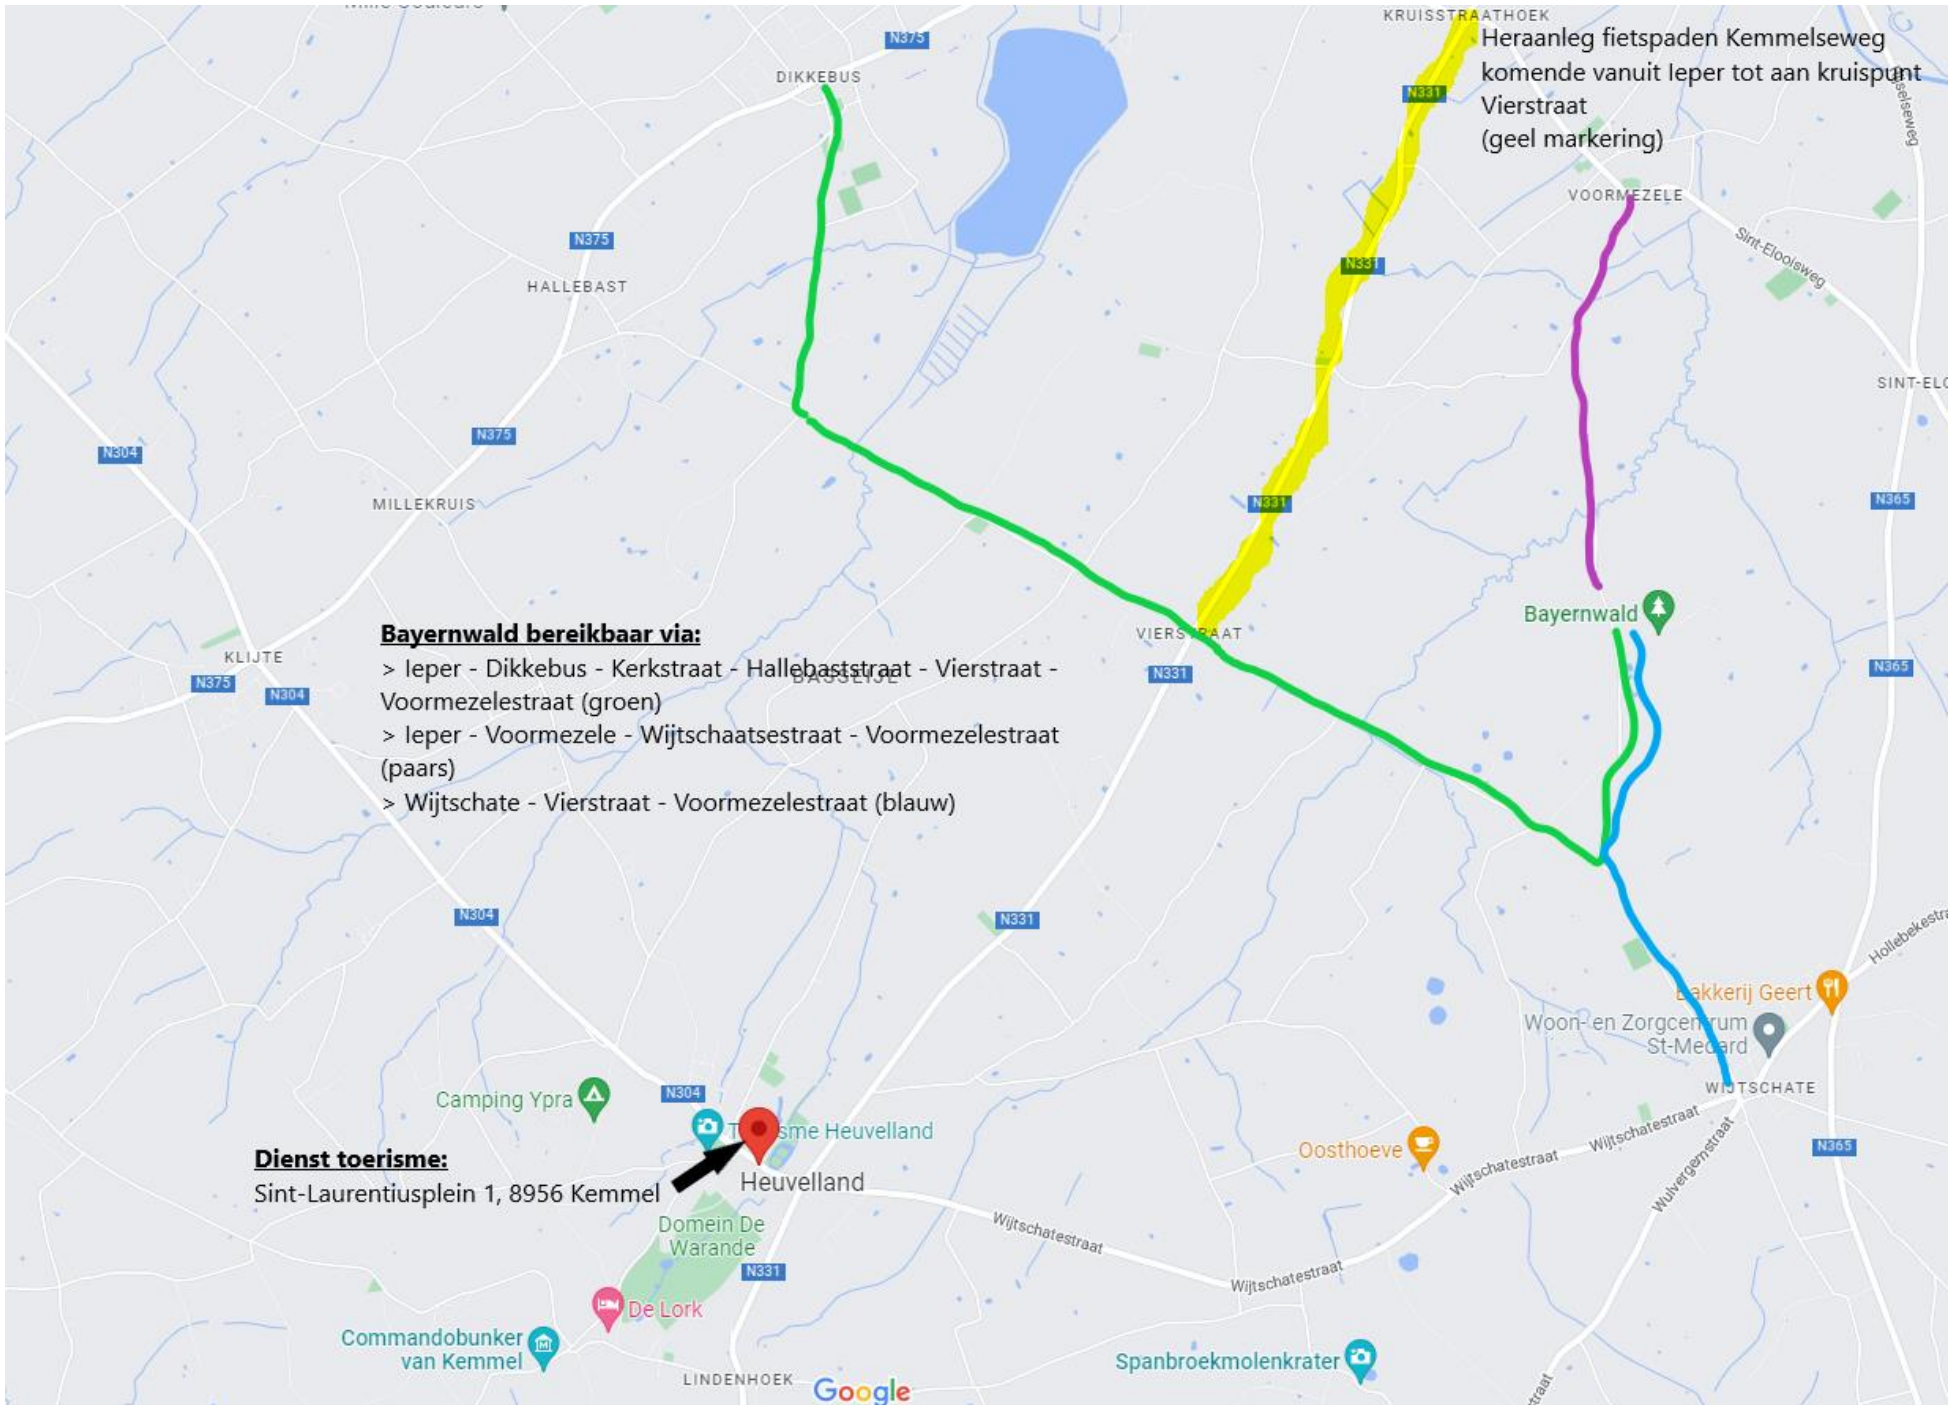 N375
KRUISSTRAATHOEK
Heraanleg fietspaden Kemmelseweg
komende vanuit Ieper tot aan kruispunt
Vierstraat
(geel markering)
DIKKEBUS
N331
VOORMEZELE
Sint-Elooisweg
N375
HALLEBAST
N331
SINT-ELO
N375
N304
MILLEKRUIS
N331
N365
Bayernwald
Bayernwald bereikbaar via:
> Ieper - Dikkebus - Kerkstraat - Hallebaststraat - Vierstraat -
Voormezelestraat (groen)
> Ieper - Voormezele - Wijtschaatsestraat - Voormezelestraat
(paars)
> Wijtschate - Vierstraat - Voormezelestraat (blauw)
VIERSTRAAT
KLIJTE
N375
N304
N331
N365
N304
N331
Hollebekestra
Bakkerij Geert
Woon- en Zorgcentrum
St-Medard
WIJTSCHATE
Camping Ypra
N304
Toerisme Heuvelland
Heuvelland
Dienst toerisme:
Sint-Laurentiusplein 1, 8956 Kemmel
Oosthoeve
Wijtschatestraat
Wijtschatestraat
Wulvergemstraat
N365
Domein De
Warande
Wijtschatestraat
Wijtschatestraat
N331
De Lork
Commandobunker
van Kemmel
Spanbroekmolenkrater
LINDENHOEK
Google
straat